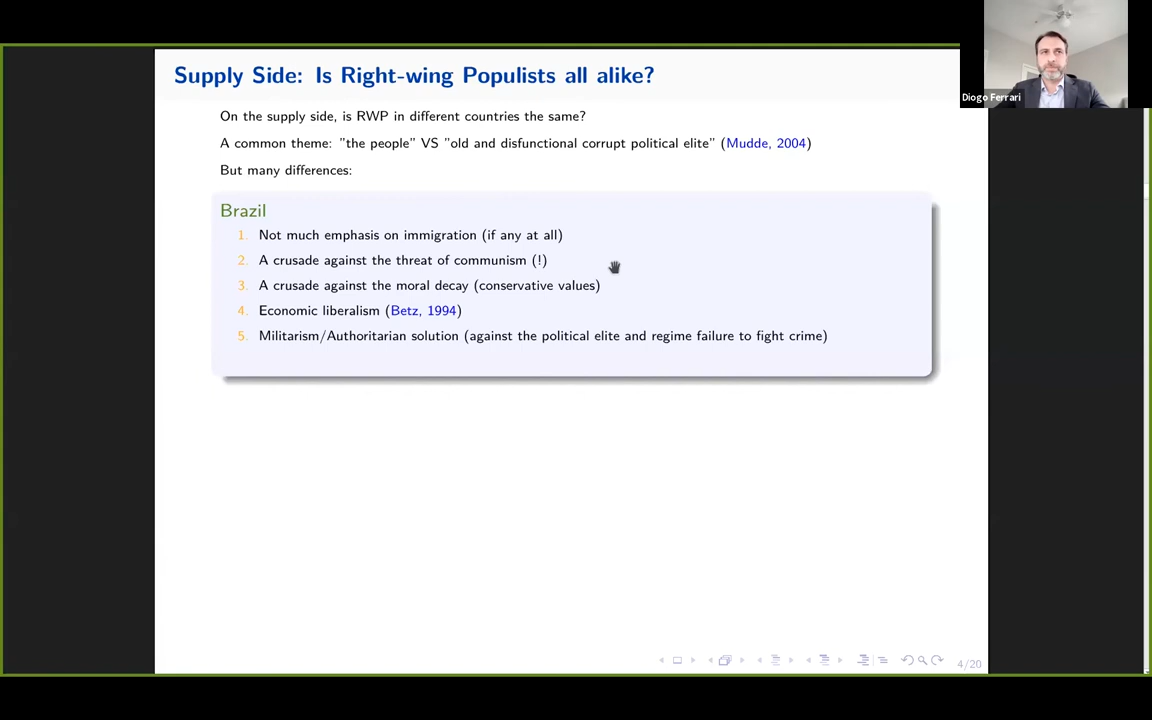 Supply Side: Is Right-wing Populists all alike?
Diogo Ferrari
On the supply side, is RWP in different countries the same?
A common theme: "the people" VS "old and disfunctional corrupt political elite" (Mudde, 2004)
But many differences:
Brazil
1. Not much emphasis on immigration (if any at all)
2. A crusade against the threat of communism (!)
3. A crusade against the moral decay (conservative values)
4. Economic liberalism (Betz, 1994)
5. Militarism/Authoritarian solution (against the political elite and regime failure to fight crime)
4/20